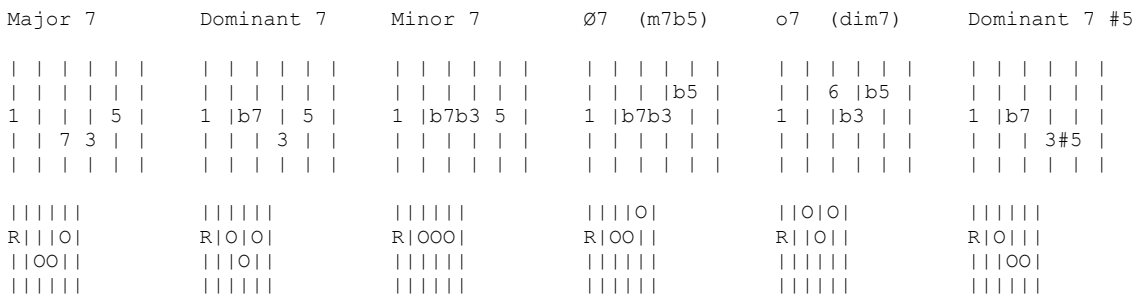 Major 7            Dominant 7         Minor 7            Ø7  (m7b5)         o7  (dim7)         Dominant 7 #5
| | | | | |        | | | | | |        | | | | | |        | | | | | |        | | | | | |        | | | | | |
| | | | | |        | | | | | |        | | | | | |        | | | |b5 |        | | 6 |b5 |        | | | | | |
1 | | | 5 |        1 |b7 | 5 |        1 |b7b3 5 |        1 |b7b3 | |        1 | |b3 | |        1 |b7 | | |
| | 7 3 | |        | | | 3 | |        | | | | | |        | | | | | |        | | | | | |        | | | 3#5 |
| | | | | |        | | | | | |        | | | | | |        | | | | | |        | | | | | |        | | | | | |
||||||             ||||||             ||||||             ||||O|             ||O|O|             ||||||
R|||O|             R|O|O|             R|OOO|             R|OO||             R||O||             R|O|||
||OO||             |||O||             ||||||             ||||||             ||||||             |||OO|
||||||             ||||||             ||||||             ||||||             ||||||             ||||||